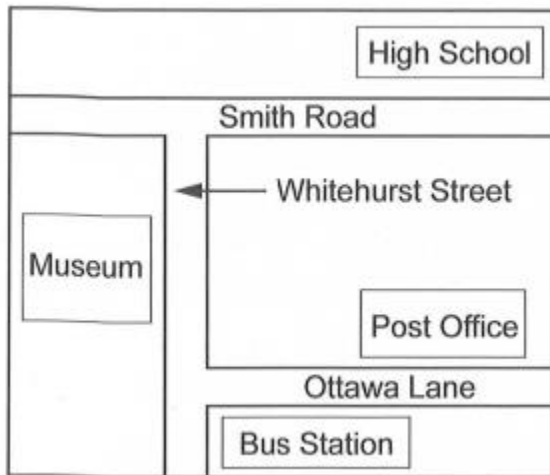 High School
Smith Road
Whitehurst Street
Museum
Post Office
Ottawa Lane
Bus Station